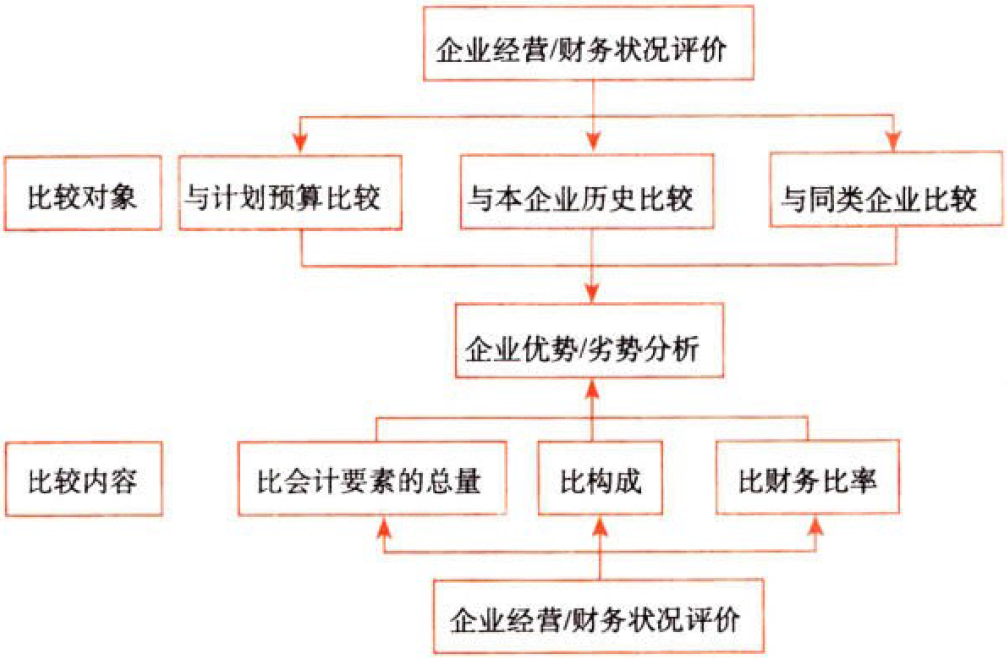 企业经营/财务状况评价
比较对象
与计划预算比较
与本企业历史比较
与同类企业比较
企业优势/劣势分析
比较内容
比会计要素的总量
比构成
比财务比率
企业经营/财务状况评价